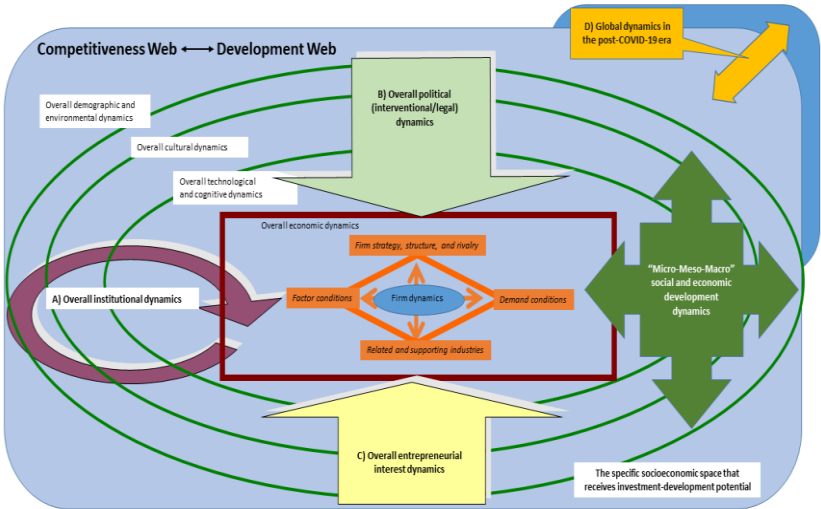 D) Global dynamics in
the post-COVID-19 era
Competitiveness Web ⟷ Development Web
B) Overall political
(interventional/legal)
dynamics
Overall demographic and
environmental dynamics
Overall cultural dynamics
Overall technological
and cognitive dynamics
Overall economic dynamics
Firm strategy, structure, and rivalry
"Micro-Meso-Macro"
social and economic
development
dynamics
A) Overall institutional dynamics
Factor conditions
Firm dynamics
Demand conditions
Related and supporting industries
C) Overall entrepreneurial
interest dynamics
The specific socioeconomic space that
receives investment-development potential